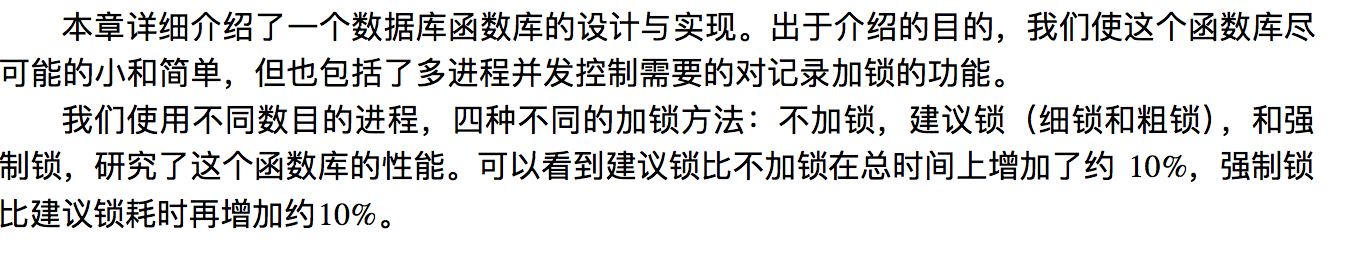 本章详细介绍了一个数据库函数库的设计与实现。出于介绍的目的，我们使这个函数库尽
可能的小和简单，但也包括了多进程并发控制需要的对记录加锁的功能。
我们使用不同数目的进程，四种不同的加锁方法：不加锁，建议锁（细锁和粗锁），和强
制锁，研究了这个函数库的性能。可以看到建议锁比不加锁在总时间上增加了约 10%，强制锁
比建议锁耗时再增加约10%。